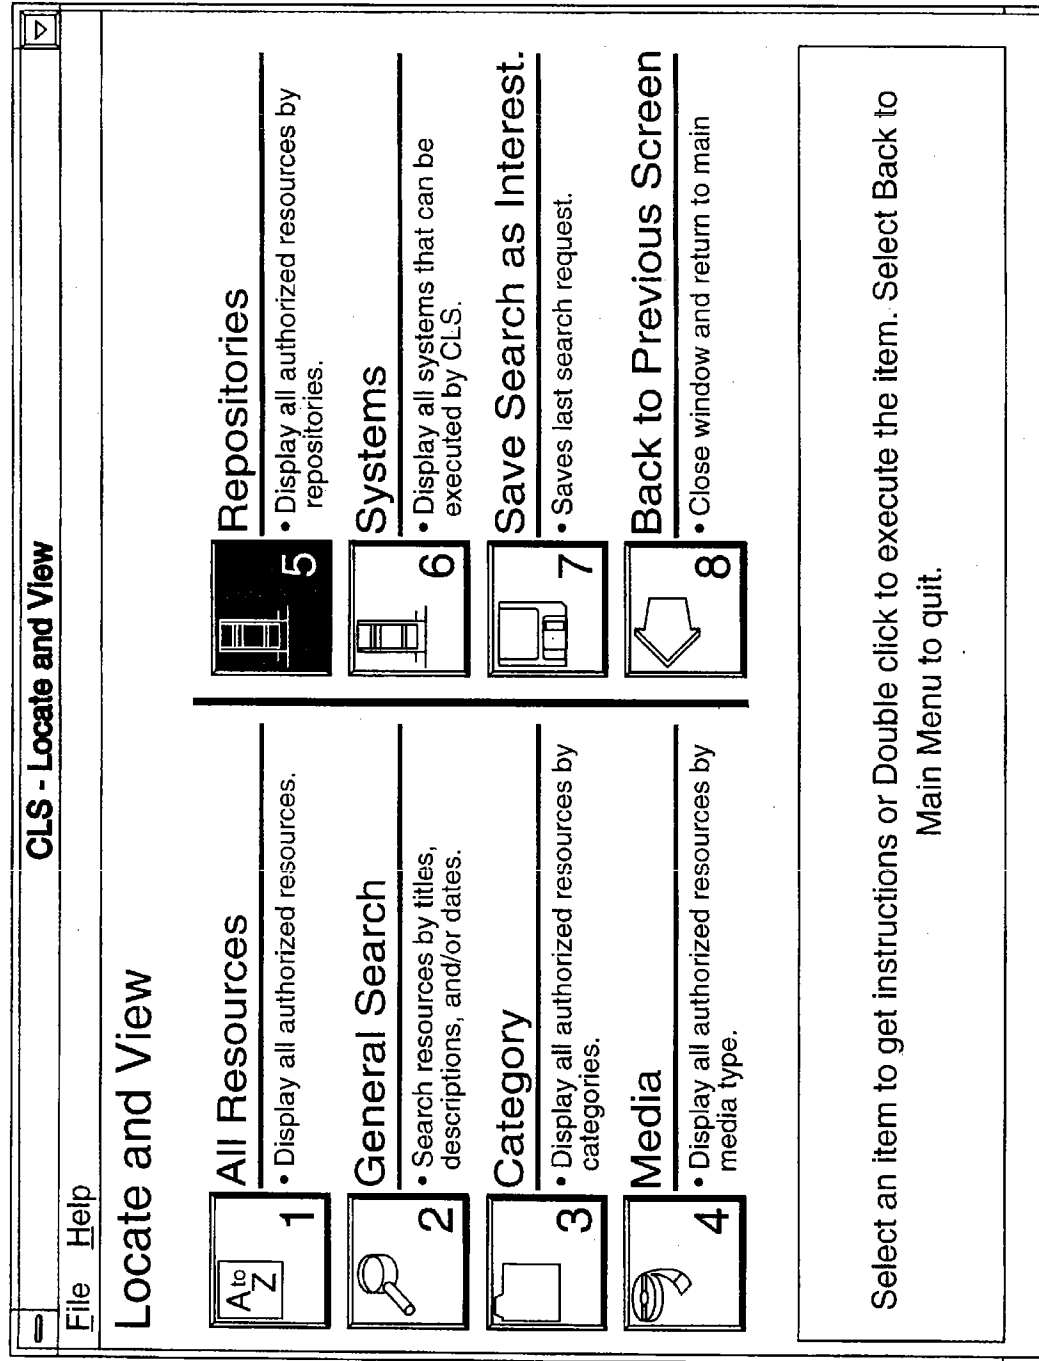 CLS - Locate and View
File Help
Locate and View
A to
Z
1
All Resources
• Display all authorized resources.
2
General Search
• Search resources by titles,
descriptions, and/or dates.
3
Category
• Display all authorized resources by
categories.
4
Media
• Display all authorized resources by
media type.
5
Repositories
• Display all authorized resources by
repositories.
6
Systems
• Display all systems that can be
executed by CLS.
7
Save Search as Interest.
• Saves last search request.
8
Back to Previous Screen
• Close window and return to main
Select an item to get instructions or Double click to execute the item. Select Back to
Main Menu to quit.